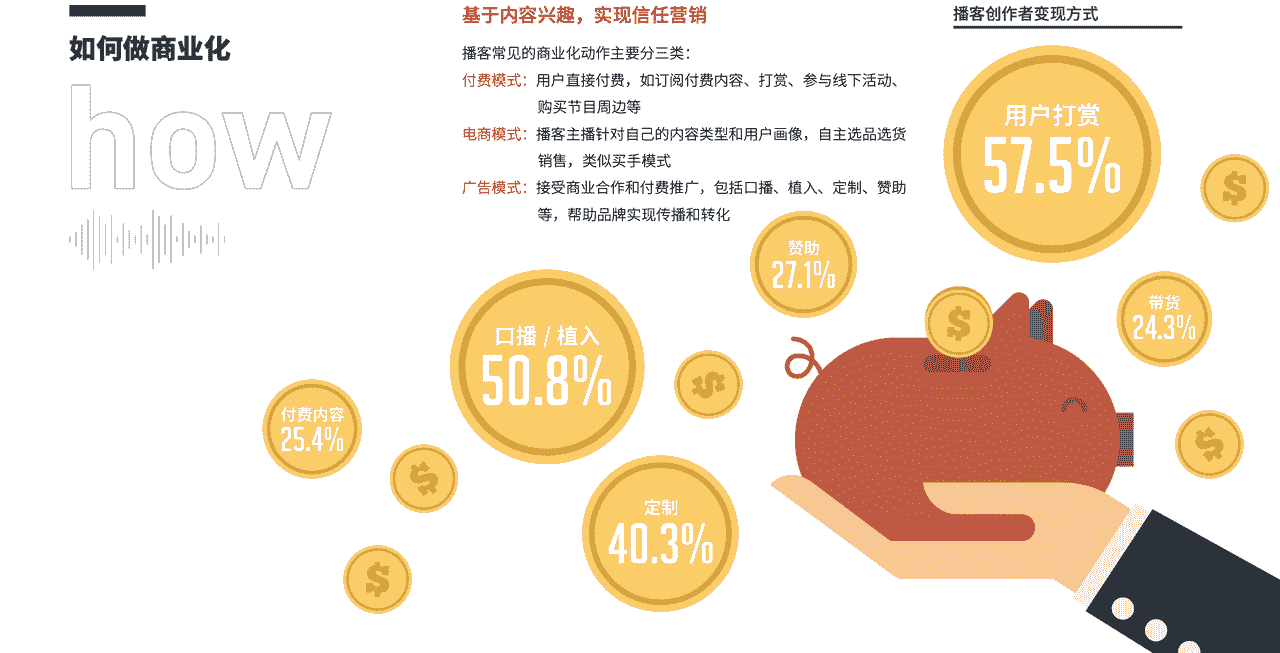 如何做商业化
how
基于内容兴趣，实现信任营销
播客常见的商业化动作主要分三类：
付费模式：用户直接付费，如订阅付费内容、打赏、参与线下活动、
购买节目周边等
电商模式：播客主播针对自己的内容类型和用户画像，自主选品选货
销售，类似买手模式
广告模式：接受商业合作和付费推广，包括口播、植入、定制、赞助
等，帮助品牌实现传播和转化
播客创作者变现方式
用户打赏
57.5%
$
赞助
27.1%
带货
24.3%
$
口播 / 植入
50.8%
$
付费内容
25.4%
$
$
定制
40.3%
$